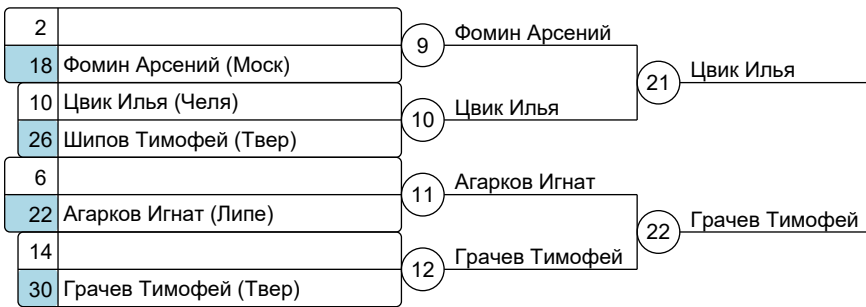 2
18 Фомин Арсений (Моск)
9 Фомин Арсений
10 Цвик Илья (Челя)
26 Шипов Тимофей (Твер)
10 Цвик Илья
21 Цвик Илья
6
22 Агарков Игнат (Липе)
11 Агарков Игнат
14
30 Грачев Тимофей (Твер)
12 Грачев Тимофей
22 Грачев Тимофей